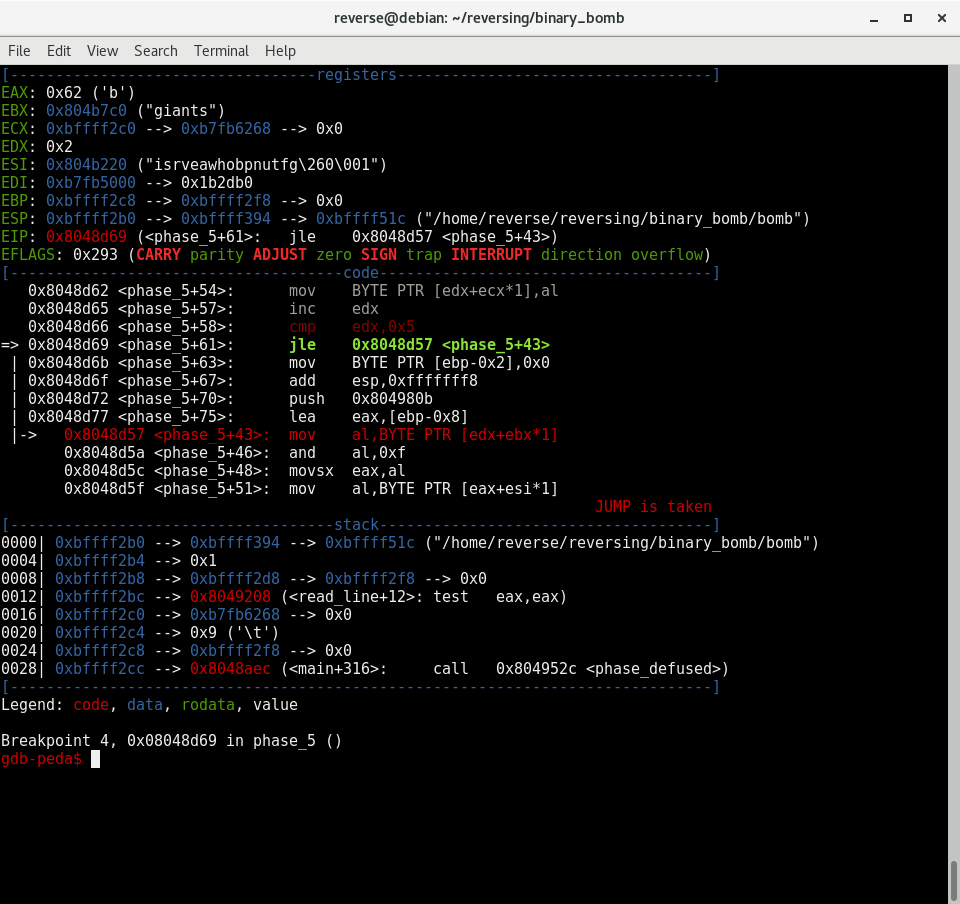 reverse@debian: ~/reversing/binary_bomb
File Edit View Search Terminal Help
[----------------------------------registers-----------------------------------]
EAX: 0x62 ('b')
EBX: 0x804b7c0 ("giants")
ECX: 0xbffff2c0 --> 0xb7fb6268 --> 0x0
EDX: 0x2
ESI: 0x804b220 ("isrveawhobpnutfg\260\001")
EDI: 0xb7fb5000 --> 0x1b2db0
EBP: 0xbffff2c8 --> 0xbffff2f8 --> 0x0
ESP: 0xbffff2b0 --> 0xbffff394 --> 0xbffff51c ("/home/reverse/reversing/binary_bomb/bomb")
EIP: 0x8048d69 (<phase_5+61>:	jle    0x8048d57 <phase_5+43>)
EFLAGS: 0x293 (CARRY parity ADJUST zero SIGN trap INTERRUPT direction overflow)
[-------------------------------------code-------------------------------------]
   0x8048d62 <phase_5+54>:	mov    BYTE PTR [edx+ecx*1],al
   0x8048d65 <phase_5+57>:	inc    edx
   0x8048d66 <phase_5+58>:	cmp    edx,0x5
=> 0x8048d69 <phase_5+61>:	jle    0x8048d57 <phase_5+43>
 | 0x8048d6b <phase_5+63>:	mov    BYTE PTR [ebp-0x2],0x0
 | 0x8048d6f <phase_5+67>:	add    esp,0xfffffff8
 | 0x8048d72 <phase_5+70>:	push   0x804980b
 | 0x8048d77 <phase_5+75>:	lea    eax,[ebp-0x8]
 |->   0x8048d57 <phase_5+43>:	mov    al,BYTE PTR [edx+ebx*1]
       0x8048d5a <phase_5+46>:	and    al,0xf
       0x8048d5c <phase_5+48>:	movsx  eax,al
       0x8048d5f <phase_5+51>:	mov    al,BYTE PTR [eax+esi*1]
                                                                  JUMP is taken
[------------------------------------stack-------------------------------------]
0000| 0xbffff2b0 --> 0xbffff394 --> 0xbffff51c ("/home/reverse/reversing/binary_bomb/bomb")
0004| 0xbffff2b4 --> 0x1
0008| 0xbffff2b8 --> 0xbffff2d8 --> 0xbffff2f8 --> 0x0
0012| 0xbffff2bc --> 0x8049208 (<read_line+12>:	test   eax,eax)
0016| 0xbffff2c0 --> 0xb7fb6268 --> 0x0
0020| 0xbffff2c4 --> 0x9 ('\t')
0024| 0xbffff2c8 --> 0xbffff2f8 --> 0x0
0028| 0xbffff2cc --> 0x8048aec (<main+316>:	call   0x804952c <phase_defused>)
[------------------------------------------------------------------------------]
Legend: code, data, rodata, value
Breakpoint 4, 0x08048d69 in phase_5 ()
gdb-peda$